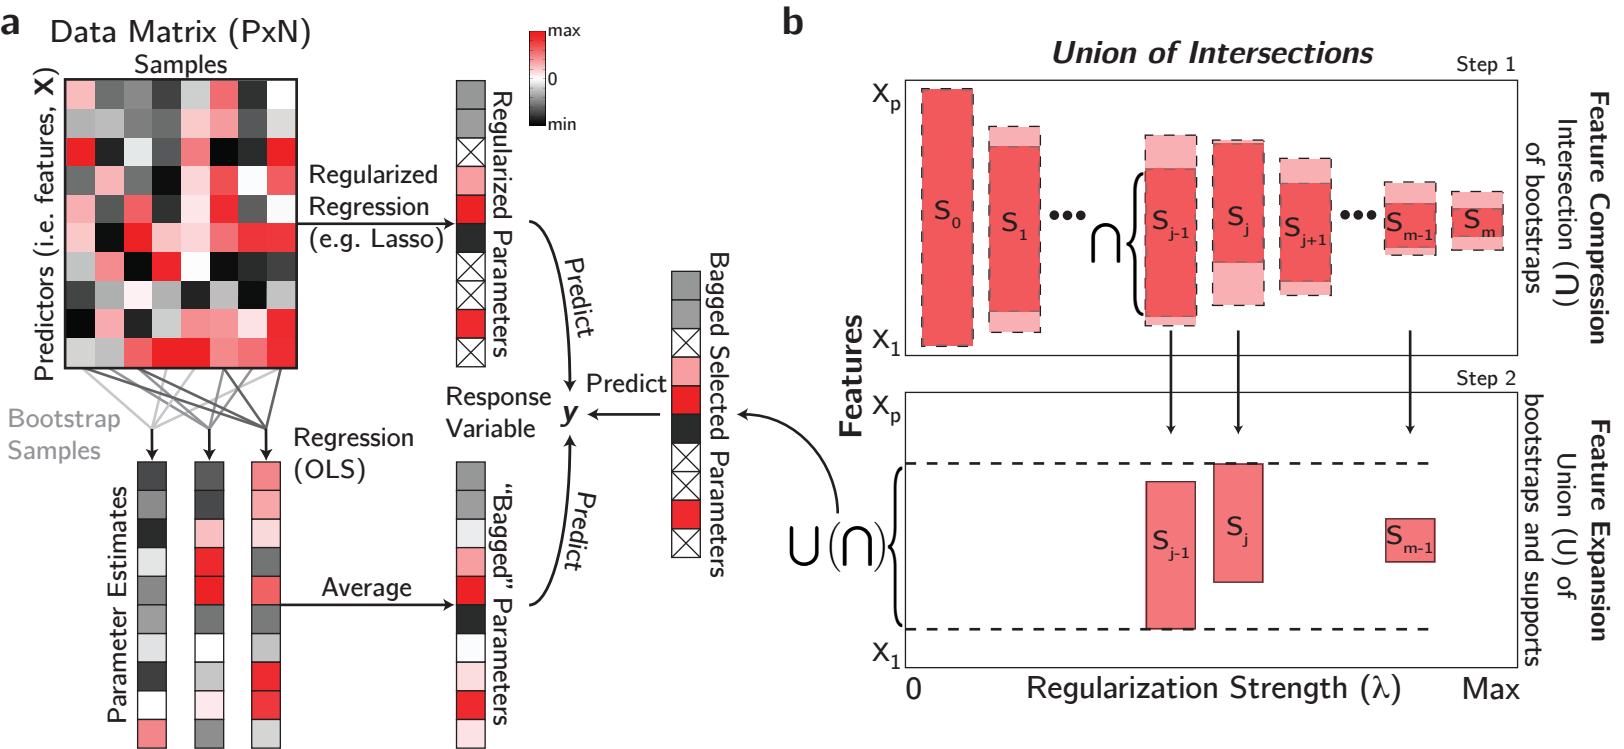 a
Data Matrix (PxN)
Samples
Predictors (i.e. features, X)
max
0
min
Regularized
Regression
(e.g. Lasso)
Regularized Parameters
Predict
Bootstrap
Samples
Regression
(OLS)
Parameter Estimates
Average
"Bagged" Parameters
Predict
Response
Variable
y
Predict
Bagged Selected Parameters
b
Union of Intersections
Step 1
Xp
X1
S0
S1
•••
∩
Sj-1
Sj
Sj+1
•••
Sm-1
Sm
Feature Compression
Intersection (∩)
of bootstraps
Features
Step 2
Xp
X1
U(∩)
Sj-1
Sj
Sm-1
Feature Expansion
Union (U) of
bootstraps and supports
0
Regularization Strength (λ)
Max